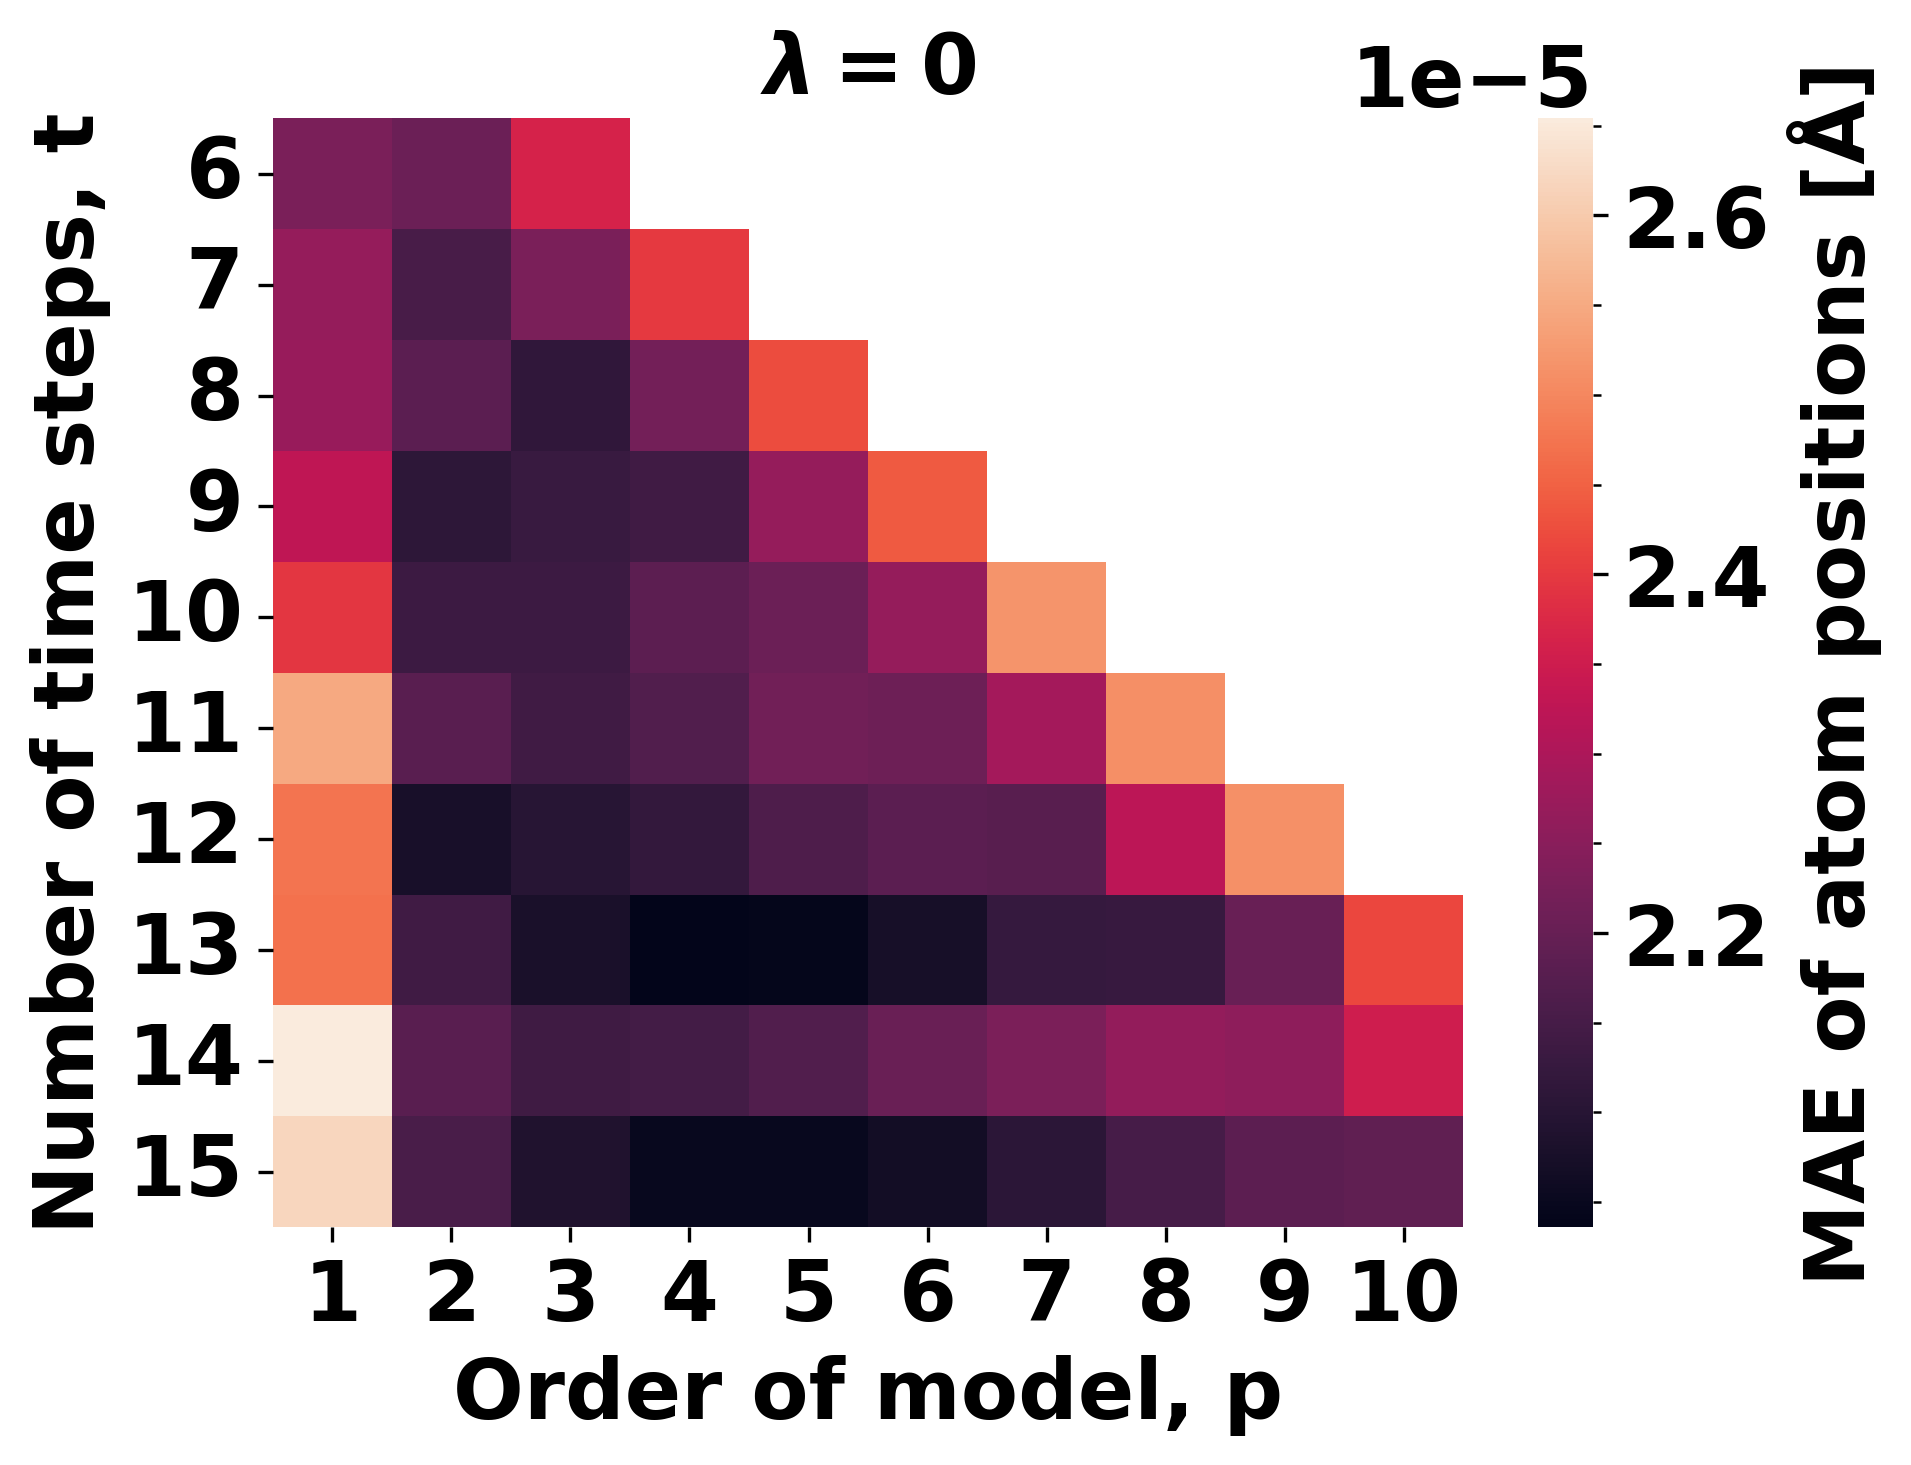 λ = 0
1e−5
Number of time steps, t
6
7
8
9
10
11
12
13
14
15
1 2 3 4 5 6 7 8 9 10
Order of model, p
2.6
2.4
2.2
MAE of atom positions [Å]